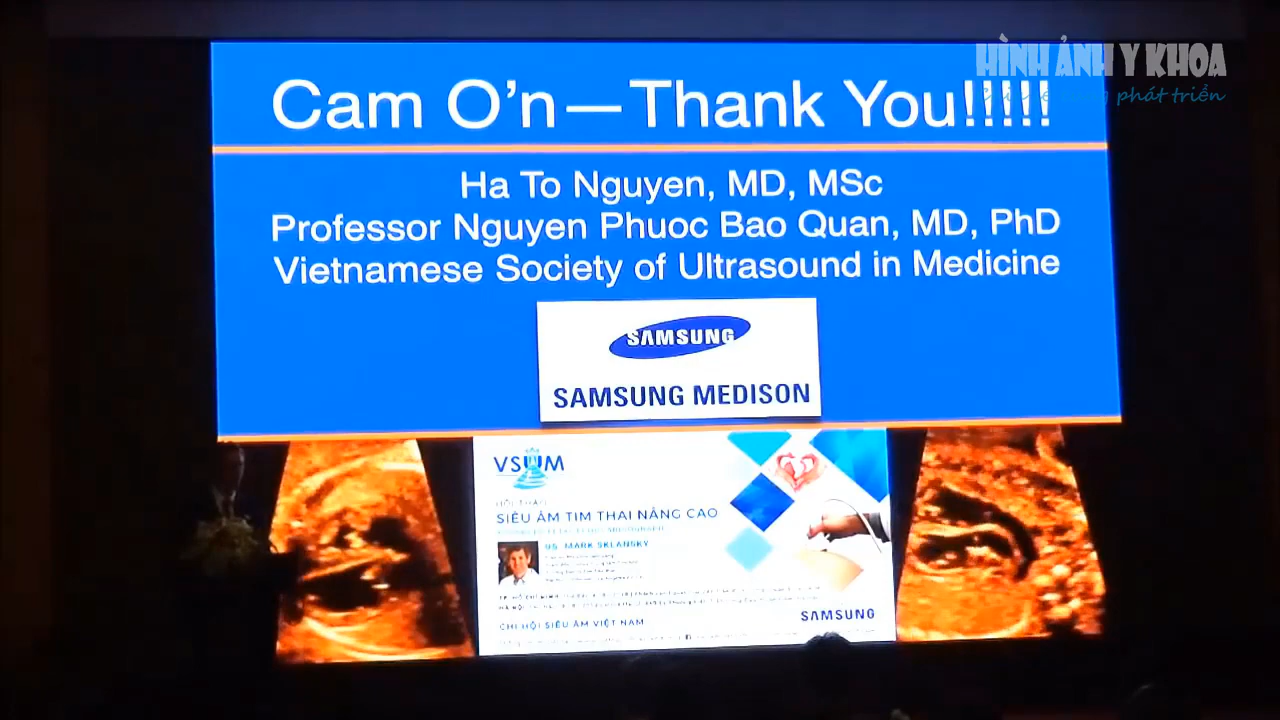 HÌNH ẢNH Y KHOA
phát triển
Cam O’n—Thank You!!!!!
Ha To Nguyen, MD, MSc
Professor Nguyen Phuoc Bao Quan, MD, PhD
Vietnamese Society of Ultrasound in Medicine
SAMSUNG
SAMSUNG MEDISON
VSUM
HỘI THẢO
SIÊU ÂM TIM THAI NÂNG CAO
MARK SKLANSKY
SAMSUNG
CHI HỘI SIÊU ÂM VIỆT NAM